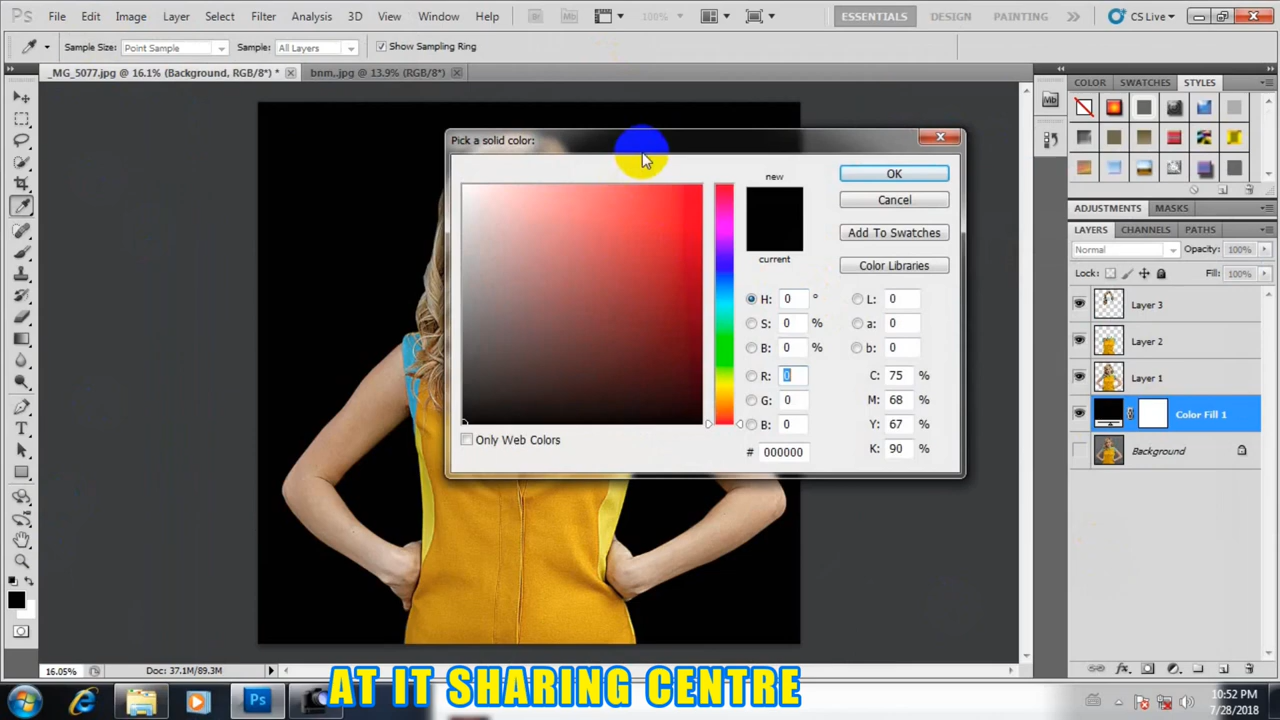 Ps File Edit Image Layer Select Filter Analysis 3D View Window Help Br Mb 100% ESSENTIALS DESIGN PAINTING CS Live
Sample Size: Point Sample Sample: All Layers Show Sampling Ring
_MG_5077.jpg @ 16.1% (Background, RGB/8*) * bnm,.jpg @ 13.9% (RGB/8*)
Mb
COLOR SWATCHES STYLES
Pick a solid color:
new
current
OK
Cancel
Add To Swatches
Color Libraries
H: 0 °
S: 0 %
B: 0 %
R: 0
G: 0
B: 0
# 000000
L: 0
a: 0
b: 0
C: 75 %
M: 68 %
Y: 67 %
K: 90 %
Only Web Colors
ADJUSTMENTS MASKS
LAYERS CHANNELS PATHS
Normal Opacity: 100%
Lock: Fill: 100%
Layer 3
Layer 2
Layer 1
Color Fill 1
Background
16.05% Doc: 37.1M/89.3M
AT IT SHARING CENTRE
Ps
10:52 PM
7/28/2018